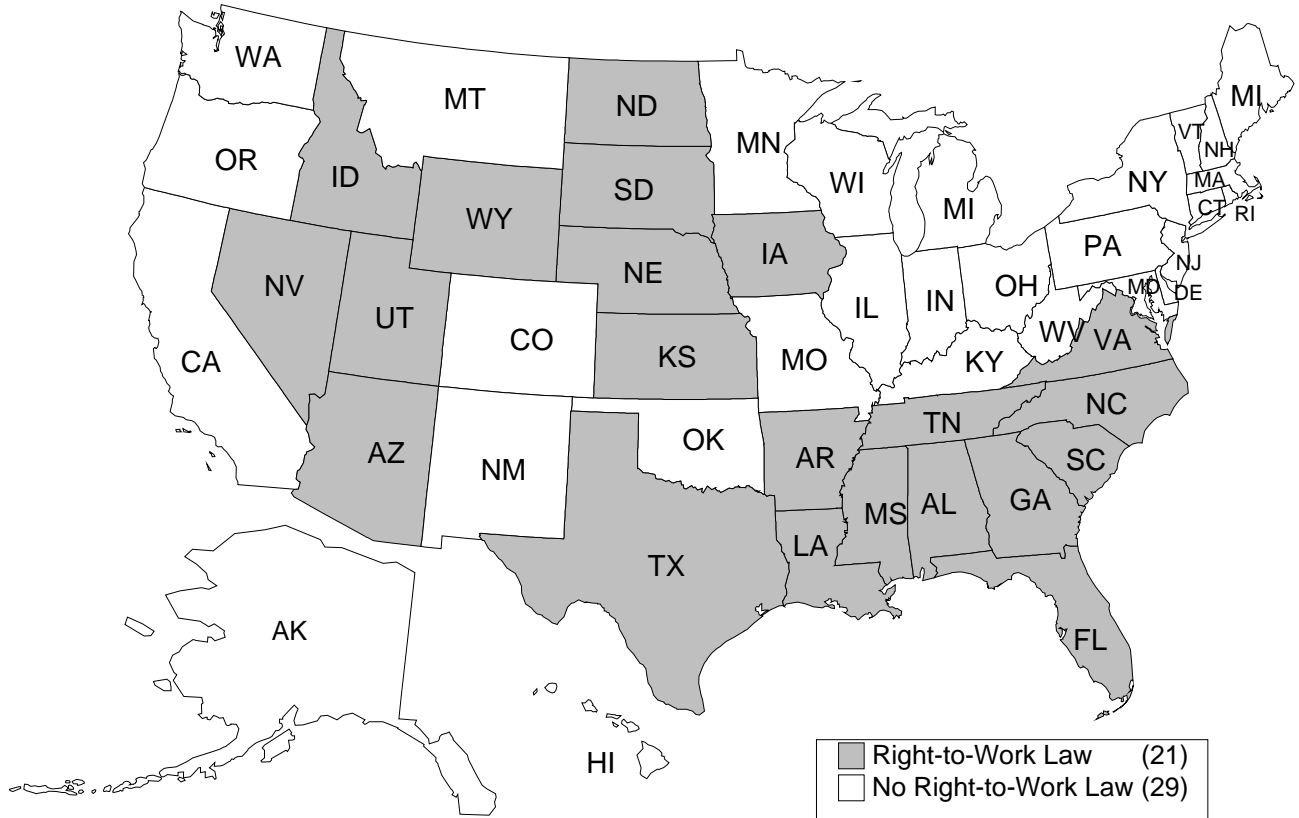 WA
MT
ND
MN
MI
VT
NH
OR
ID
WY
SD
WI
MI
NY
MA
CT
RI
NV
UT
CO
NE
IA
IL
IN
OH
PA
NJ
MD
DE
CA
KS
MO
KY
WV
VA
AZ
NM
OK
AR
TN
NC
SC
TX
LA
MS
AL
GA
FL
AK
HI
Right-to-Work Law (21)
No Right-to-Work Law (29)